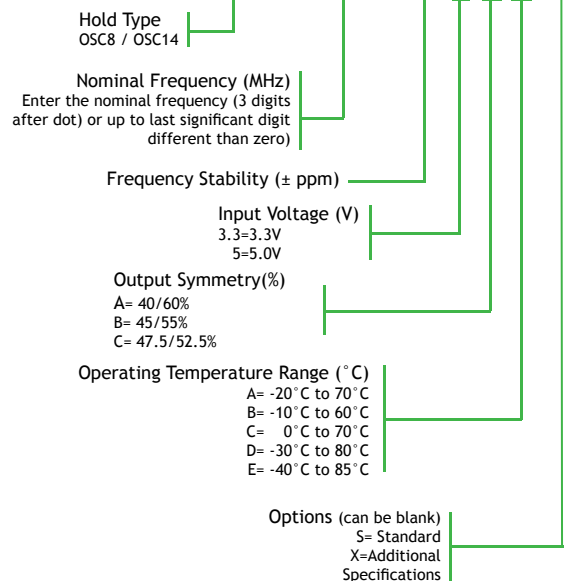 Hold Type
OSC8 / OSC14
Nominal Frequency (MHz)
Enter the nominal frequency (3 digits
after dot) or up to last significant digit
different than zero)
Frequency Stability (± ppm)
Input Voltage (V)
3.3=3.3V
5=5.0V
Output Symmetry(%)
A= 40/60%
B= 45/55%
C= 47.5/52.5%
Operating Temperature Range (°C)
A= -20°C to 70°C
B= -10°C to 60°C
C= 0°C to 70°C
D= -30°C to 80°C
E= -40°C to 85°C
Options (can be blank)
S= Standard
X=Additional
Specifications